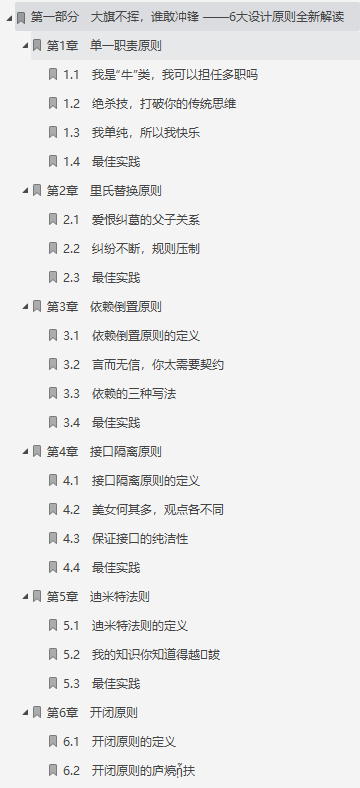 第一部分 大旗不挥，谁敢冲锋 ——6大设计原则全新解读
第1章 单一职责原则
1.1 我是“牛”类，我可以担任多职吗
1.2 绝杀技，打破你的传统思维
1.3 我单纯，所以我快乐
1.4 最佳实践
第2章 里氏替换原则
2.1 爱恨纠葛的父子关系
2.2 纠纷不断，规则压制
2.3 最佳实践
第3章 依赖倒置原则
3.1 依赖倒置原则的定义
3.2 言而无信，你太需要契约
3.3 依赖的三种写法
3.4 最佳实践
第4章 接口隔离原则
4.1 接口隔离原则的定义
4.2 美女何其多，观点各不同
4.3 保证接口的纯洁性
4.4 最佳实践
第5章 迪米特法则
5.1 迪米特法则的定义
5.2 我的知识你知道得越
5.3 最佳实践
第6章 开闭原则
6.1 开闭原则的定义
6.2 开闭原则的庐